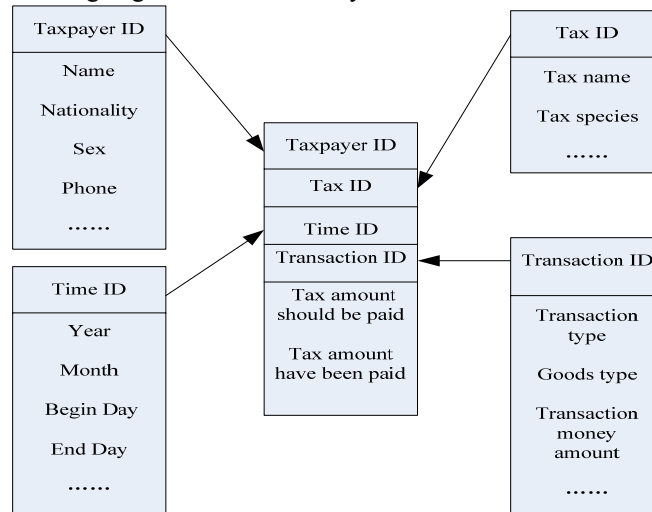 Taxpayer ID
Name
Nationality
Sex
Phone
……
Time ID
Year
Month
Begin Day
End Day
……
Taxpayer ID
Tax ID
Time ID
Transaction ID
Tax amount
should be paid
Tax amount
have been paid
Tax ID
Tax name
Tax species
……
Transaction ID
Transaction
type
Goods type
Transaction
money
amount
……